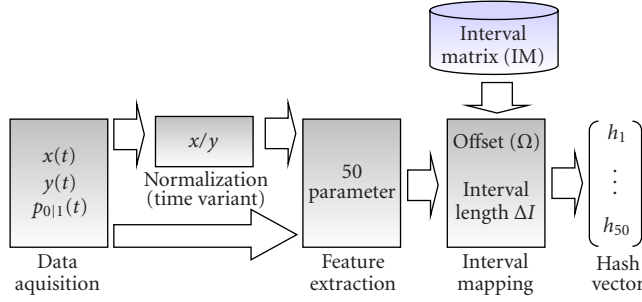 Interval
matrix (IM)
x(t)
y(t)
p0|1(t)
x/y
Normalization
(time variant)
50
parameter
Offset (Ω)
Interval
length ΔI
h1
⋮
h50
Data
aquisition
Feature
extraction
Interval
mapping
Hash
vector